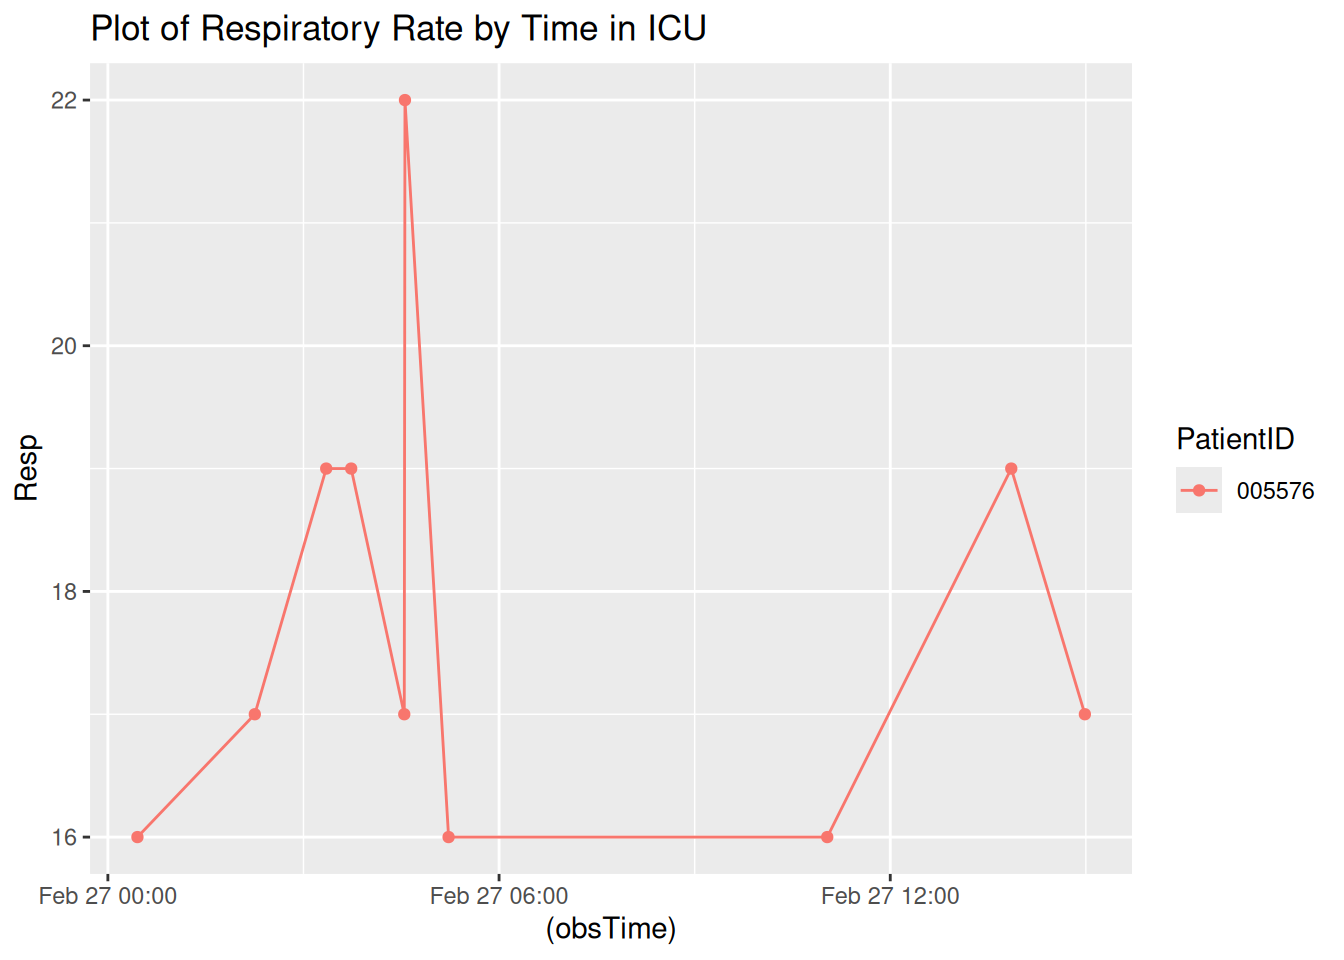 Plot of Respiratory Rate by Time in ICU
22
20
18
16
Resp
Feb 27 00:00 Feb 27 06:00 Feb 27 12:00
(obsTime)
PatientID
005576